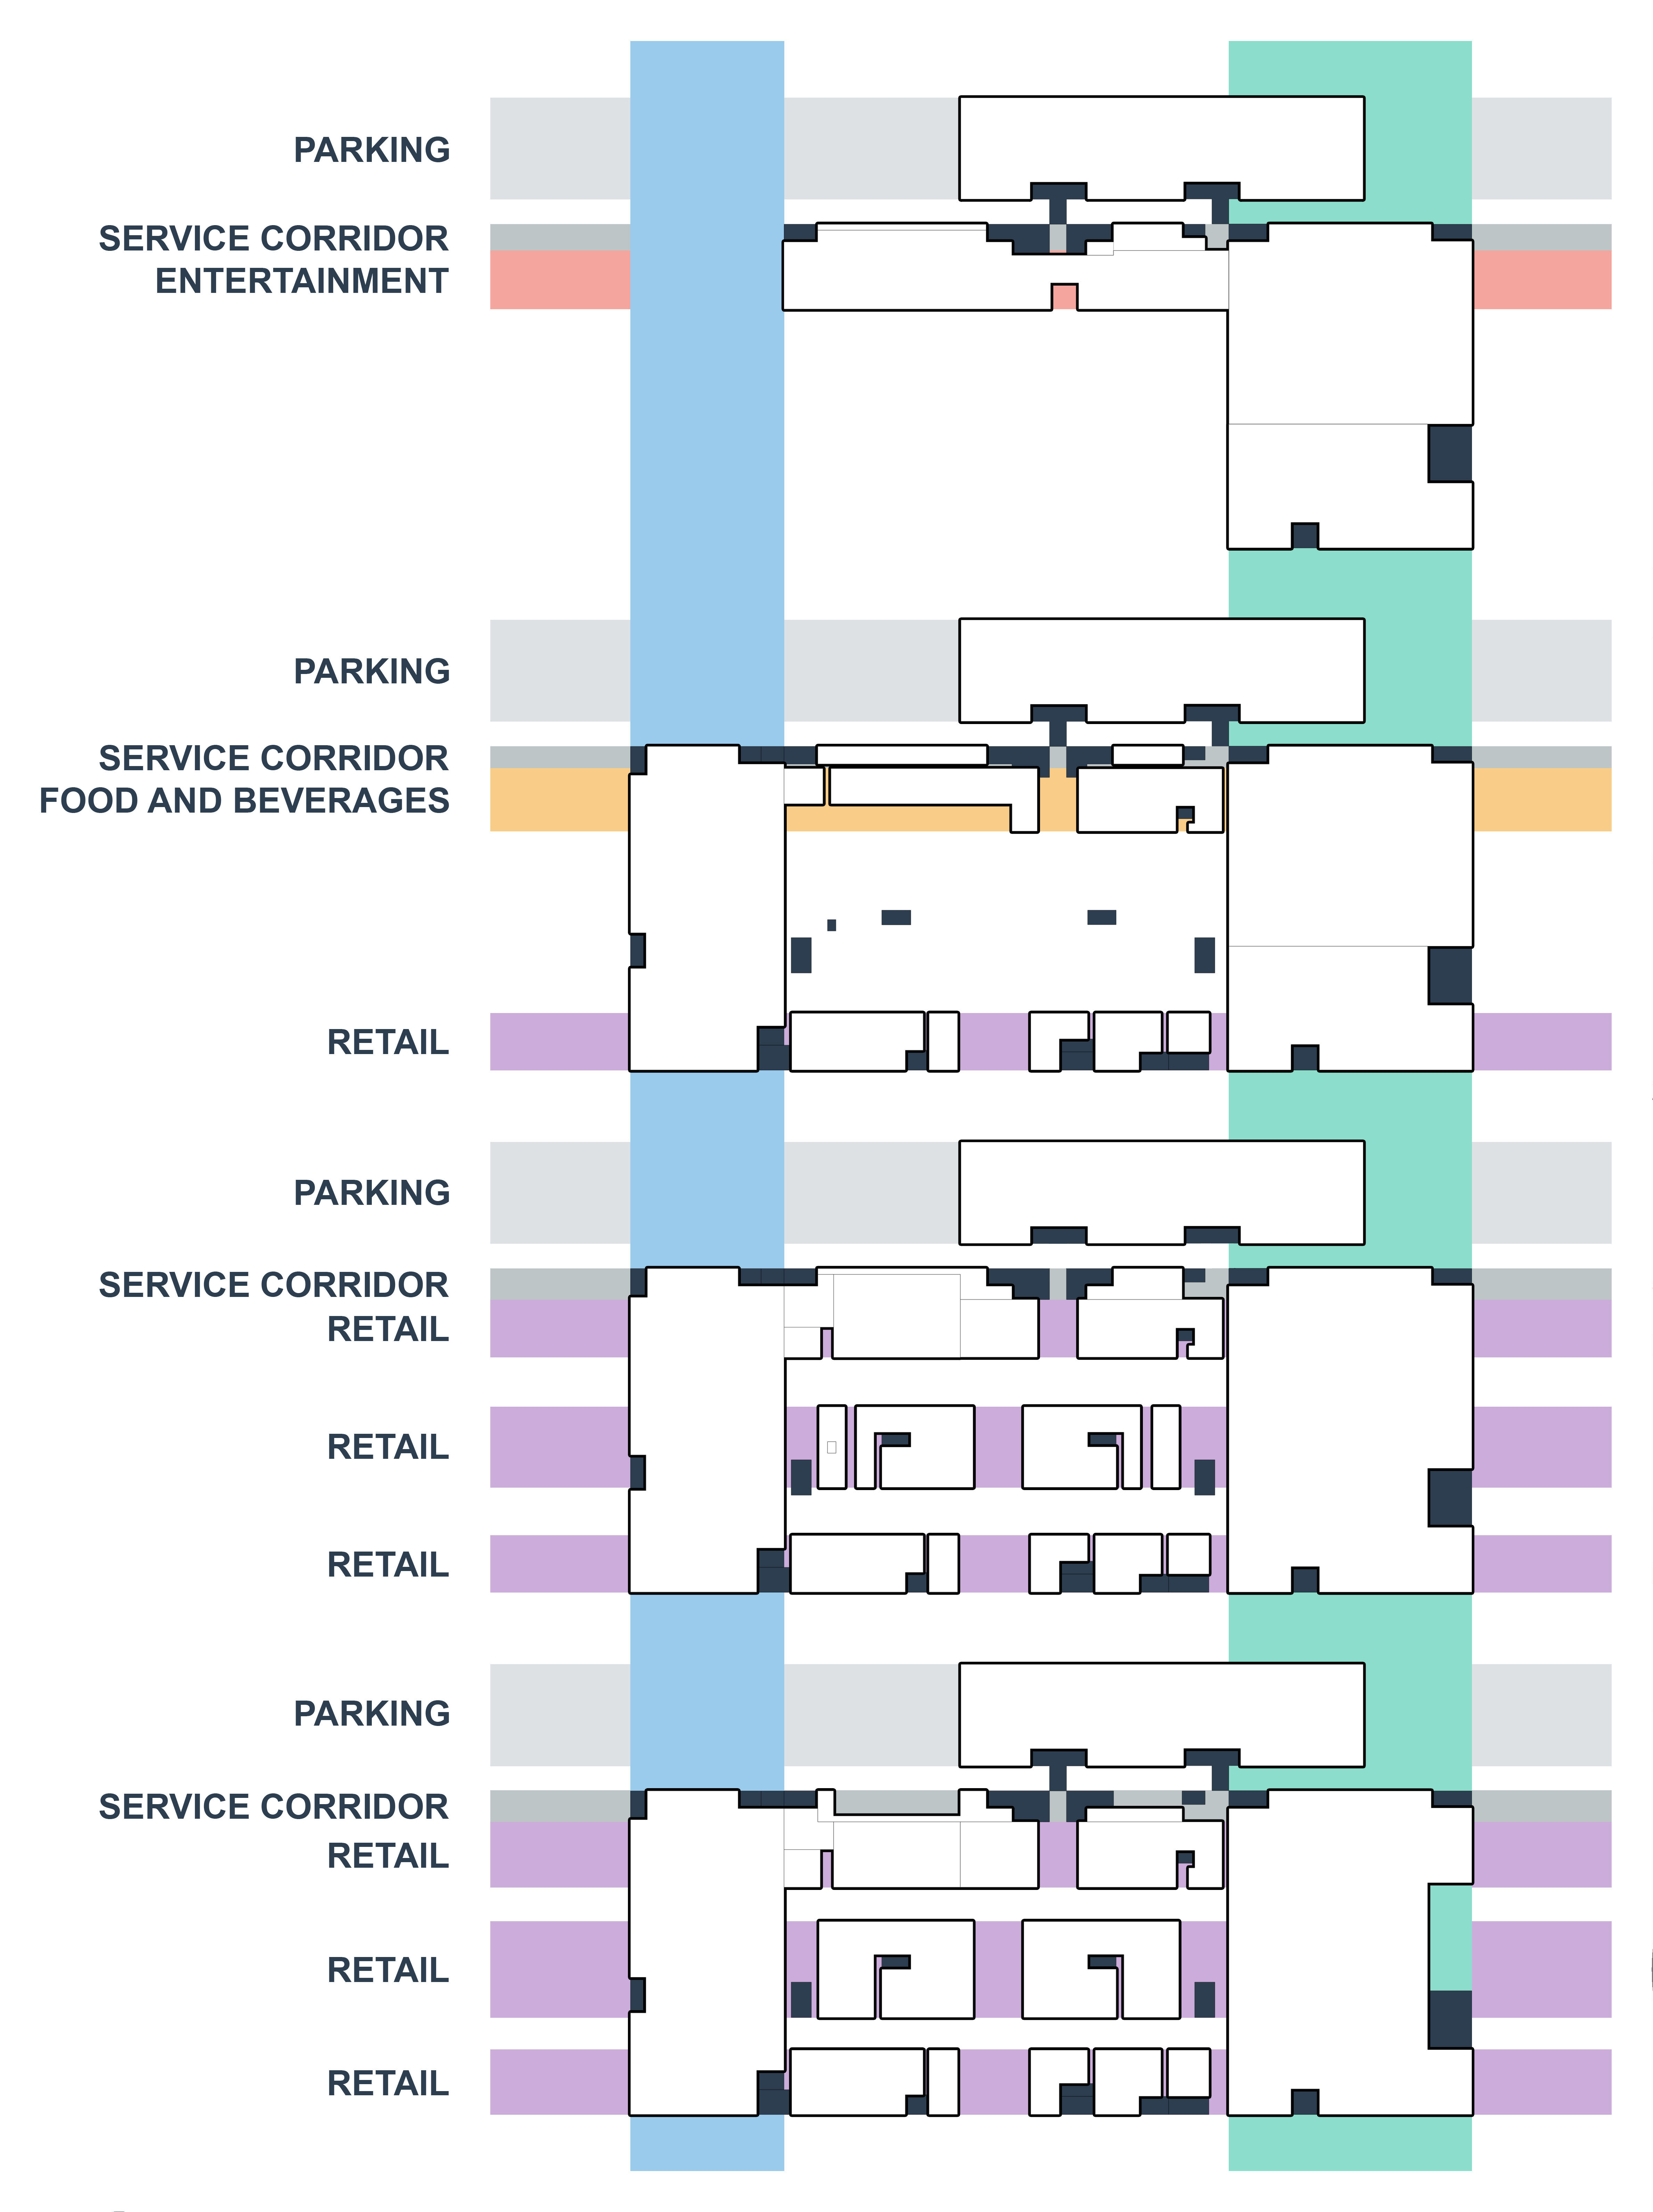 PARKING
SERVICE CORRIDOR
ENTERTAINMENT
PARKING
SERVICE CORRIDOR
FOOD AND BEVERAGES
RETAIL
PARKING
SERVICE CORRIDOR
RETAIL
RETAIL
RETAIL
PARKING
SERVICE CORRIDOR
RETAIL
RETAIL
RETAIL